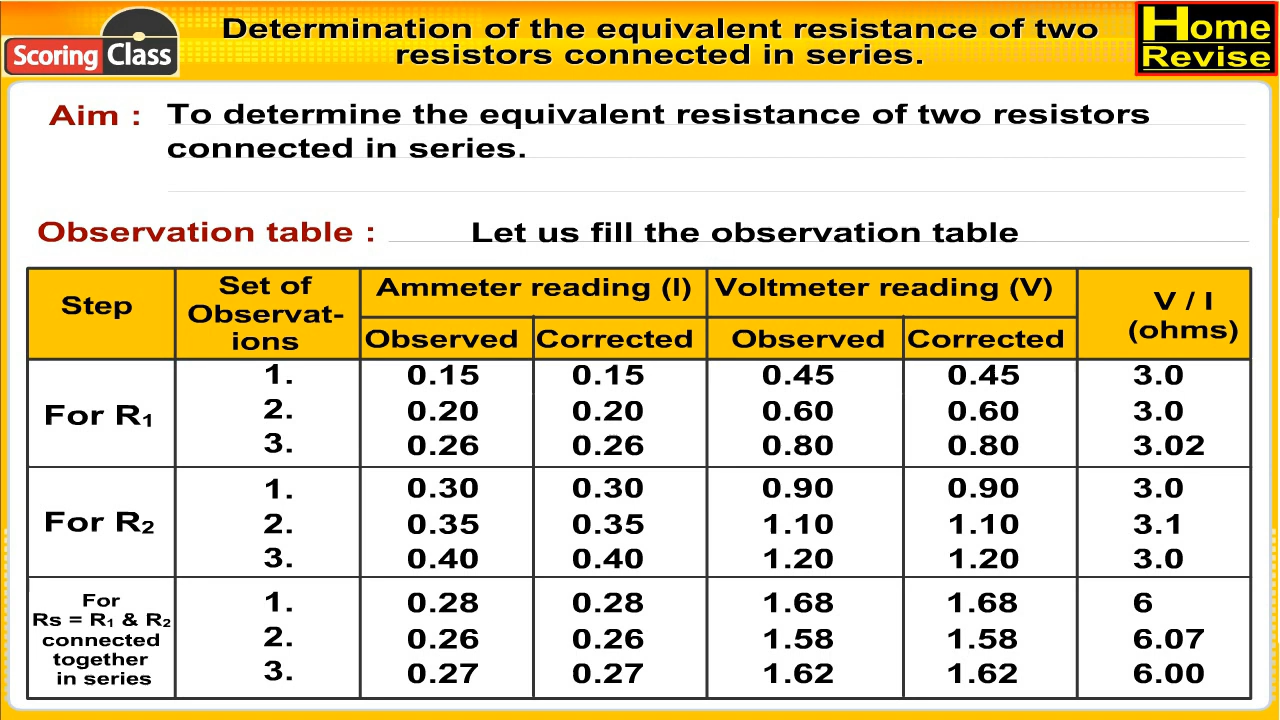 Scoring Class
Determination of the equivalent resistance of two
resistors connected in series.
Home
Revise
Aim : To determine the equivalent resistance of two resistors
connected in series.
Observation table : Let us fill the observation table
Step
Set of
Observat-
ions
Ammeter reading (I)
Voltmeter reading (V)
V / I
(ohms)
Observed Corrected Observed Corrected
For R₁
1. 0.15 0.15 0.45 0.45 3.0
2. 0.20 0.20 0.60 0.60 3.0
3. 0.26 0.26 0.80 0.80 3.02
For R₂
1. 0.30 0.30 0.90 0.90 3.0
2. 0.35 0.35 1.10 1.10 3.1
3. 0.40 0.40 1.20 1.20 3.0
For
Rs = R₁ & R₂
connected
together
in series
1. 0.28 0.28 1.68 1.68 6
2. 0.26 0.26 1.58 1.58 6.07
3. 0.27 0.27 1.62 1.62 6.00